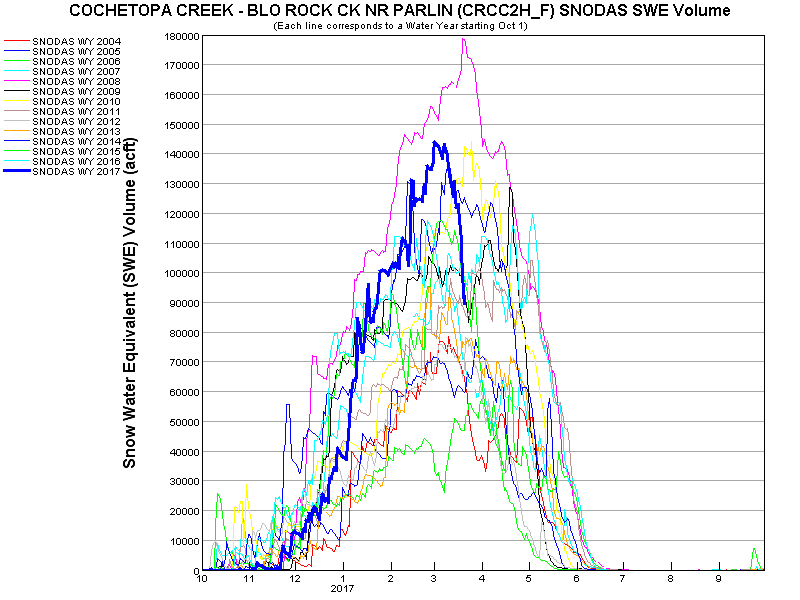 COCHETOPA CREEK - BLO ROCK CK NR PARLIN (CRCC2H_F) SNODAS SWE Volume
(Each line corresponds to a Water Year starting Oct 1)
SNODAS WY 2004
SNODAS WY 2005
SNODAS WY 2006
SNODAS WY 2007
SNODAS WY 2008
SNODAS WY 2009
SNODAS WY 2010
SNODAS WY 2011
SNODAS WY 2012
SNODAS WY 2013
SNODAS WY 2014
SNODAS WY 2015
SNODAS WY 2016
SNODAS WY 2017
Snow Water Equivalent (SWE) Volume (acft)
180000
170000
160000
150000
140000
130000
120000
110000
100000
90000
80000
70000
60000
50000
40000
30000
20000
10000
0
10 11 12 1 2 3 4 5 6 7 8 9
2017